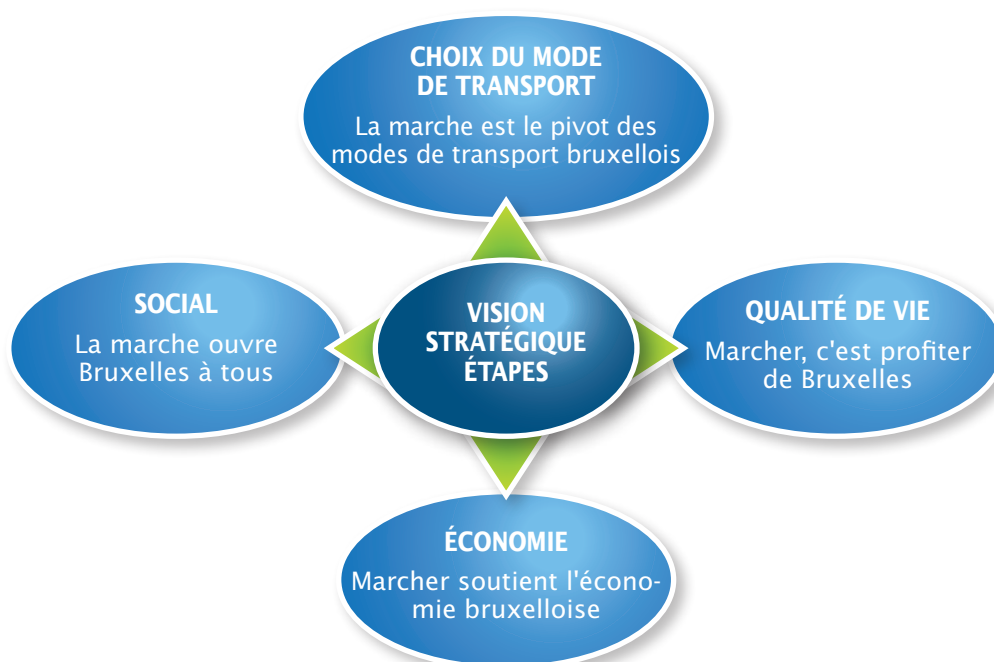 CHOIX DU MODE
DE TRANSPORT
La marche est le pivot des
modes de transport bruxellois
SOCIAL
La marche ouvre
Bruxelles à tous
VISION
STRATÉGIQUE
ÉTAPES
QUALITÉ DE VIE
Marcher, c'est profiter
de Bruxelles
ÉCONOMIE
Marcher soutient l'écono-
mie bruxelloise